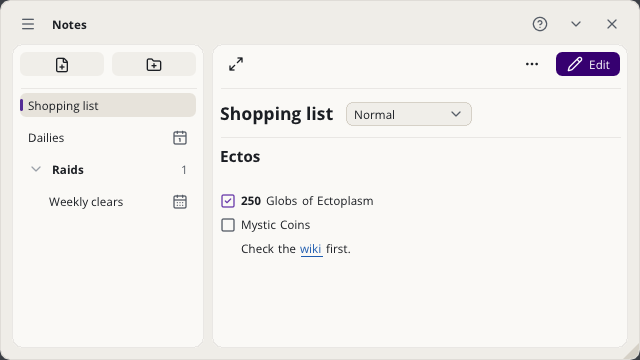 Notes
Shopping list
Dailies
Raids 1
Weekly clears
Edit
Shopping list Normal
Ectos
250 Globs of Ectoplasm
Mystic Coins
Check the wiki first.